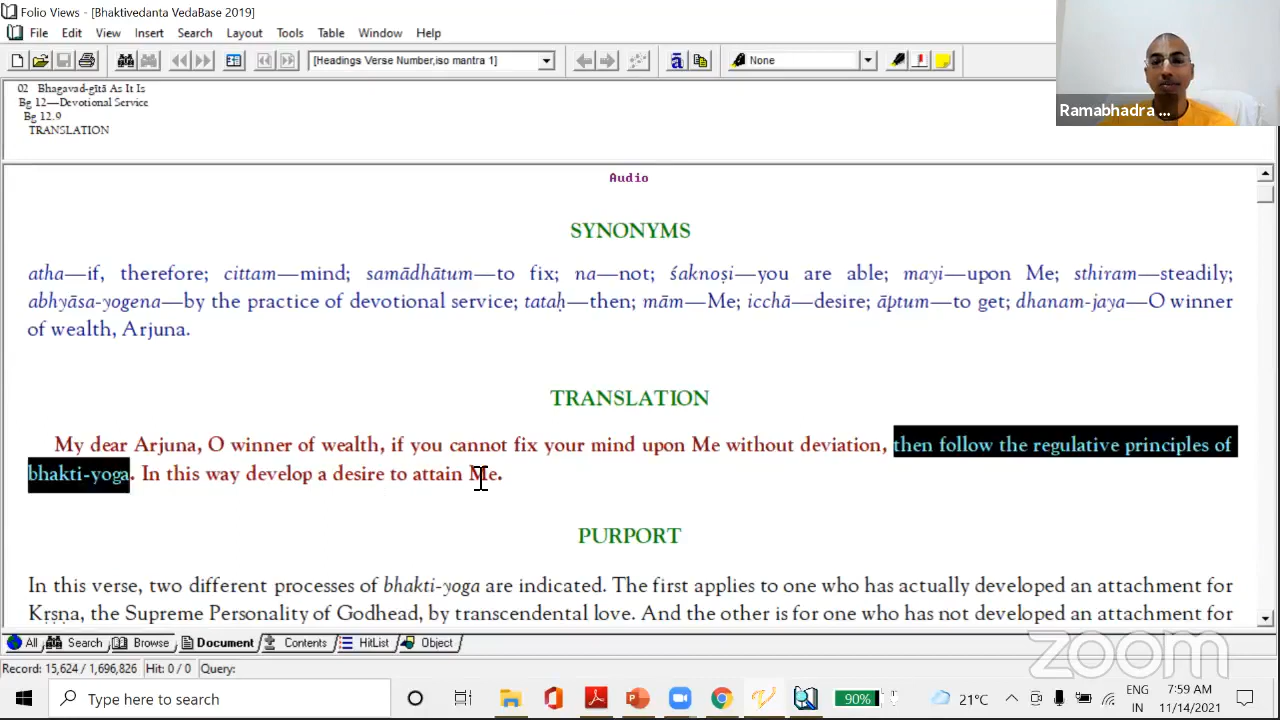 Folio Views - [Bhaktivedanta VedaBase 2019]
File Edit View Insert Search Layout Tools Table Window Help
[Headings Verse Number,iso mantra 1]
ā
None
02 Bhagavad-gītā As It Is
Bg 12—Devotional Service
Bg 12.9
TRANSLATION
Ramabhadra ...
Audio
SYNONYMS
atha—if, therefore; cittam—mind; samādhātum—to fix; na—not; śaknoṣi—you are able; mayi—upon Me; sthiram—steadily;
abhyāsa-yogena—by the practice of devotional service; tataḥ—then; mām—Me; icchā—desire; āptum—to get; dhanam-jaya—O winner
of wealth, Arjuna.
TRANSLATION
My dear Arjuna, O winner of wealth, if you cannot fix your mind upon Me without deviation, then follow the regulative principles of
bhakti-yoga. In this way develop a desire to attain Me.
PURPORT
In this verse, two different processes of bhakti-yoga are indicated. The first applies to one who has actually developed an attachment for
Kṛṣṇa, the Supreme Personality of Godhead, by transcendental love. And the other is for one who has not developed an attachment for
zoom
All Search Browse Document Contents HitList Object
Record: 15,624 / 1,696,826 Hit: 0 / 0 Query:
Type here to search
90%
21°C
ENG
IN
7:59 AM
11/14/2021